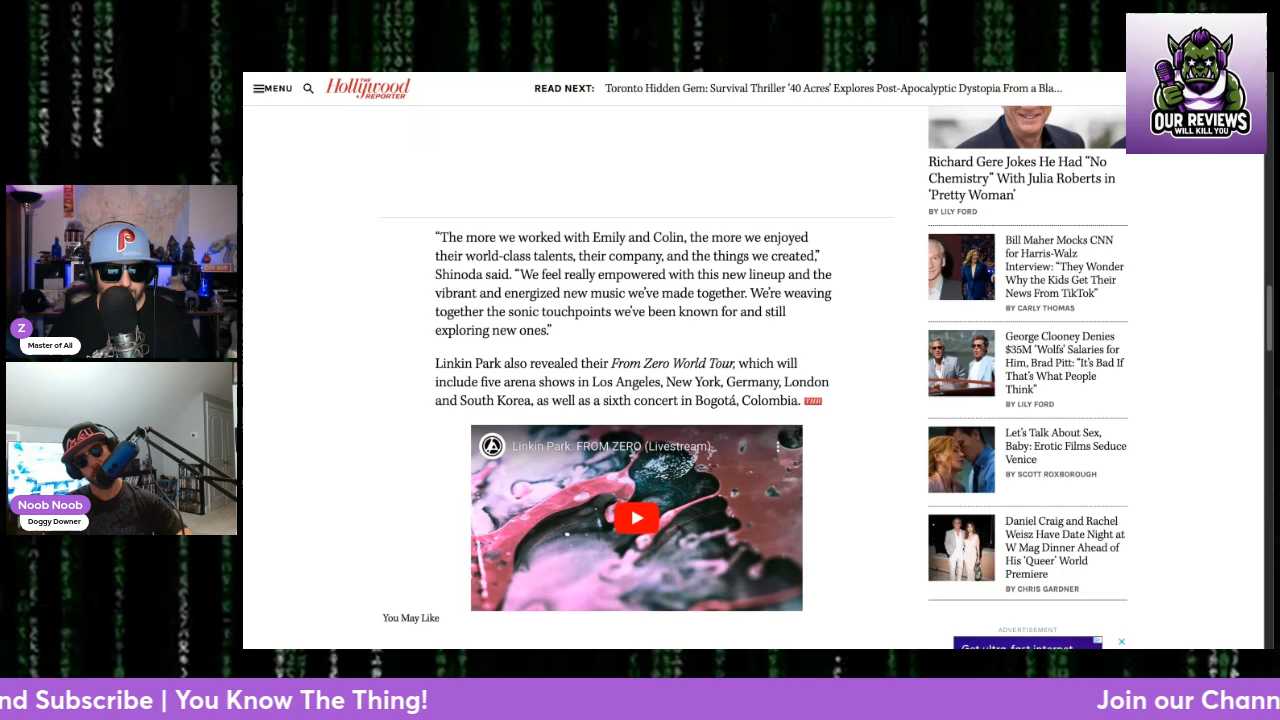 MENU
THE
Hollywood
REPORTER
READ NEXT:
Toronto Hidden Gem: Survival Thriller '40 Acres' Explores Post-Apocalyptic Dystopia From a Bla...
OUR REVIEWS
WILL KILL YOU
P
ON AIR
Z
Master of All
Noob Noob
Doggy Downer
“The more we worked with Emily and Colin, the more we enjoyed
their world-class talents, their company, and the things we created,”
Shinoda said. “We feel really empowered with this new lineup and the
vibrant and energized new music we’ve made together. We’re weaving
together the sonic touchpoints we’ve been known for and still
exploring new ones.”
Linkin Park also revealed their From Zero World Tour, which will
include five arena shows in Los Angeles, New York, Germany, London
and South Korea, as well as a sixth concert in Bogotá, Colombia. THR
Linkin Park: FROM ZERO (Livestream)
You May Like
Richard Gere Jokes He Had “No
Chemistry” With Julia Roberts in
‘Pretty Woman’
BY LILY FORD
Bill Maher Mocks CNN
for Harris-Walz
Interview: “They Wonder
Why the Kids Get Their
News From TikTok”
BY CARLY THOMAS
George Clooney Denies
$35M ‘Wolfs’ Salaries for
Him, Brad Pitt: “It’s Bad If
That’s What People
Think”
BY LILY FORD
Let’s Talk About Sex,
Baby: Erotic Films Seduce
Venice
BY SCOTT ROXBOROUGH
Daniel Craig and Rachel
Weisz Have Date Night at
W Mag Dinner Ahead of
His ‘Queer’ World
Premiere
BY CHRIS GARDNER
ADVERTISEMENT
Get ultra-fast internet
nd Subscribe | You Know The Thing!
Join our Chann